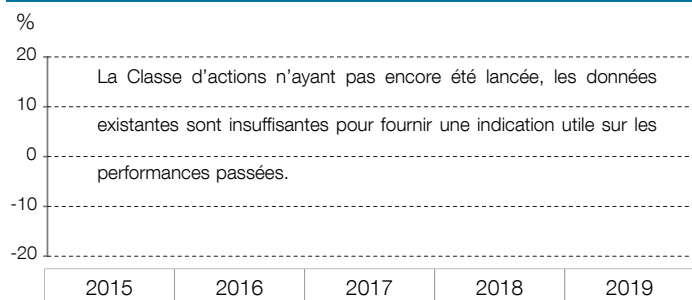 %
20
La Classe d'actions n'ayant pas encore été lancée, les données
10
existantes sont insuffisantes pour fournir une indication utile sur les
0
performances passées.
-10
-20
2015 2016 2017 2018 2019